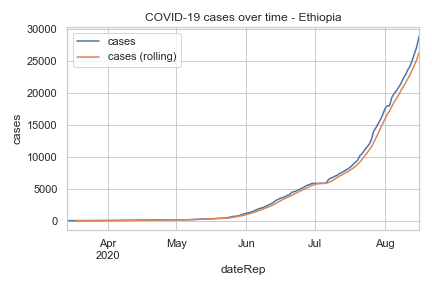 COVID-19 cases over time - Ethiopia
cases
cases (rolling)
30000
25000
20000
15000
10000
5000
0
cases
Apr
2020
May
Jun
Jul
Aug
dateRep